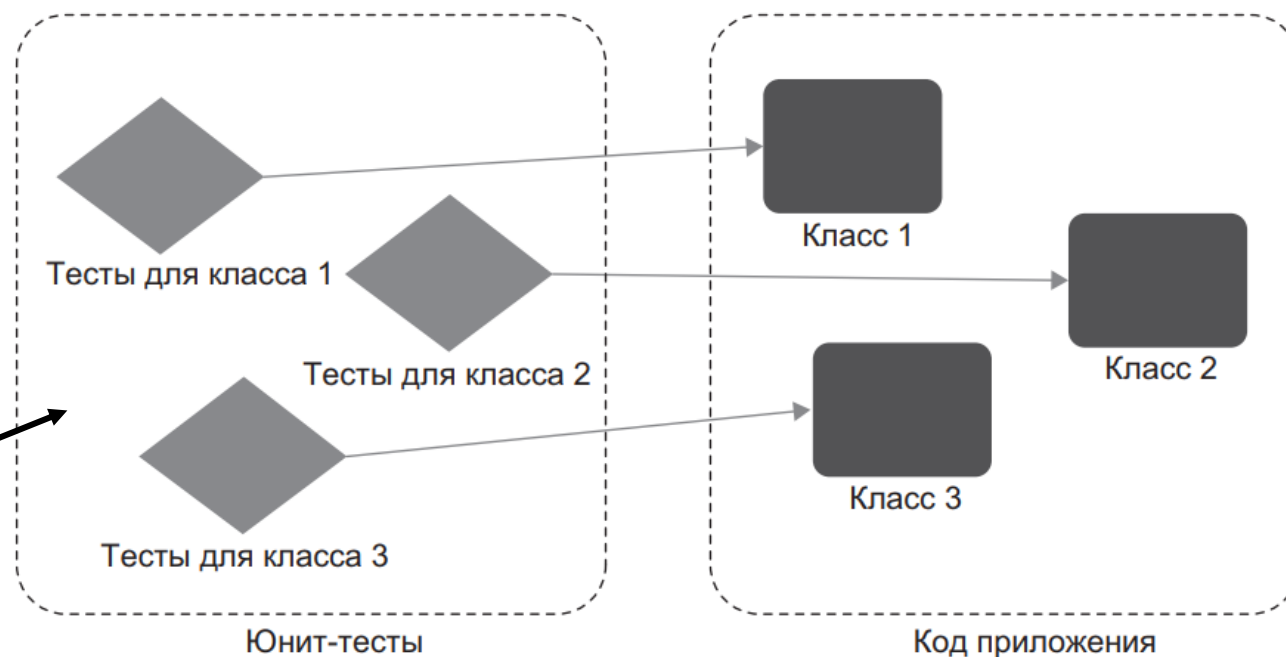 Тесты для класса 1
Тесты для класса 2
Тесты для класса 3
Юнит-тесты
Класс 1
Класс 2
Класс 3
Код приложения